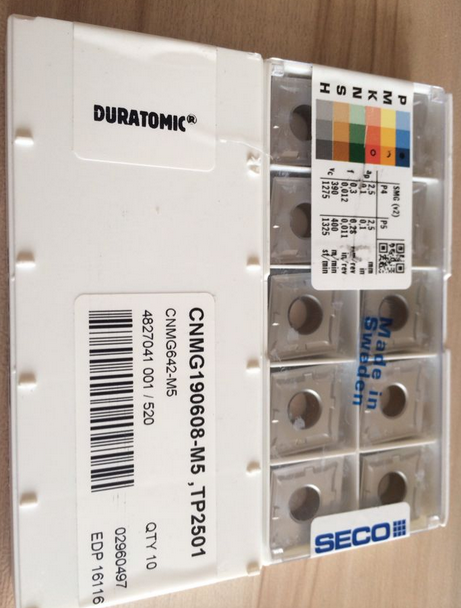 DURATOMIC®
CNMG190608-M5 ,TP2501
CNMG642-M5
4827041 001 / 520
QTY 10
02960497
EDP 16116
P
M
K
N
S
H
SMG (v2) P4 P5
ap 2,5 2,5 mm
0.1 0.1 in
f 0,3 0,28 mm/rev
0,012 0,011 in/rev
vc 390 400 m/min
1275 1325 sf/min
Made in
Sweden
SECO